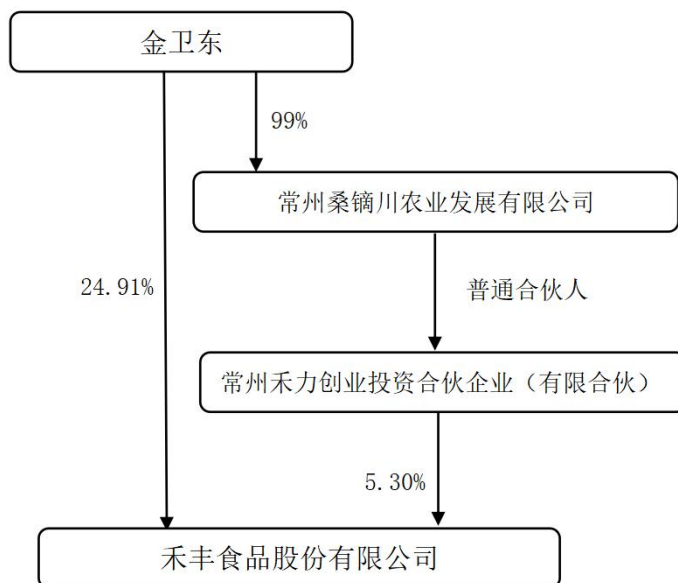 金卫东
99%
常州桑镝川农业发展有限公司
24.91%
普通合伙人
常州禾力创业投资合伙企业（有限合伙）
5.30%
禾丰食品股份有限公司